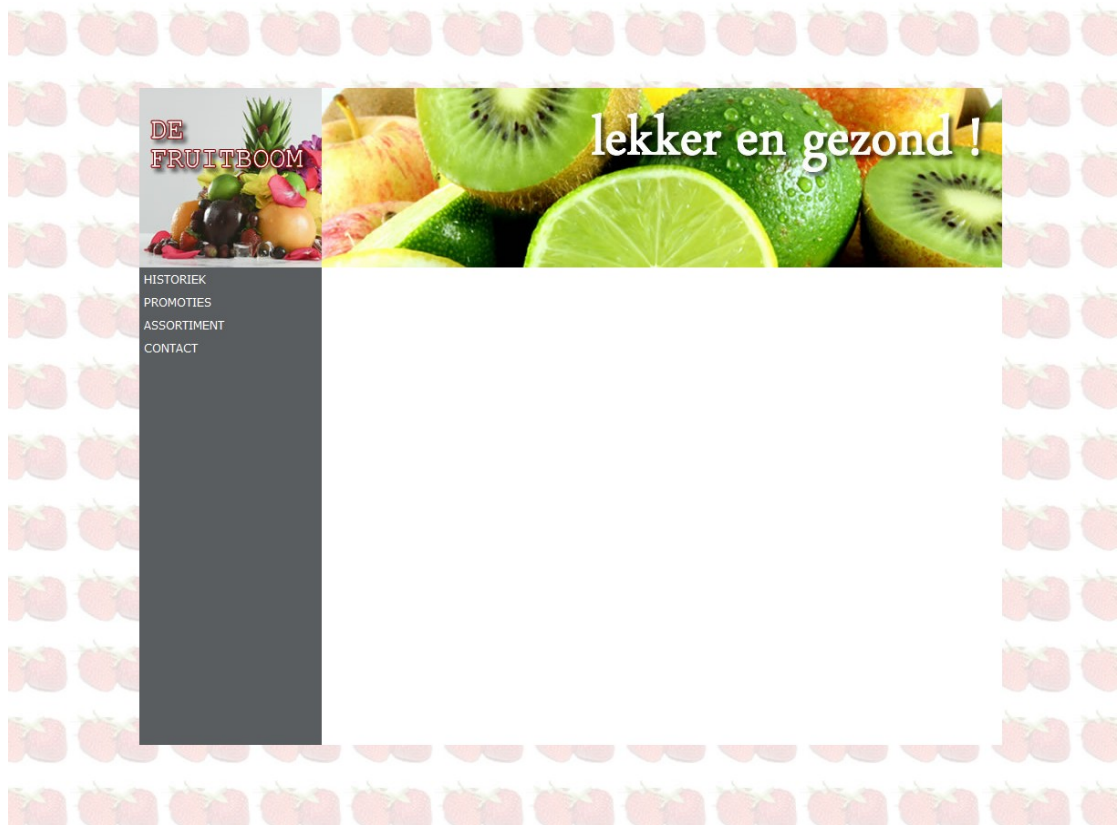 DE
FRUITBOOM
lekker en gezond !
HISTORIEK
PROMOTIES
ASSORTIMENT
CONTACT